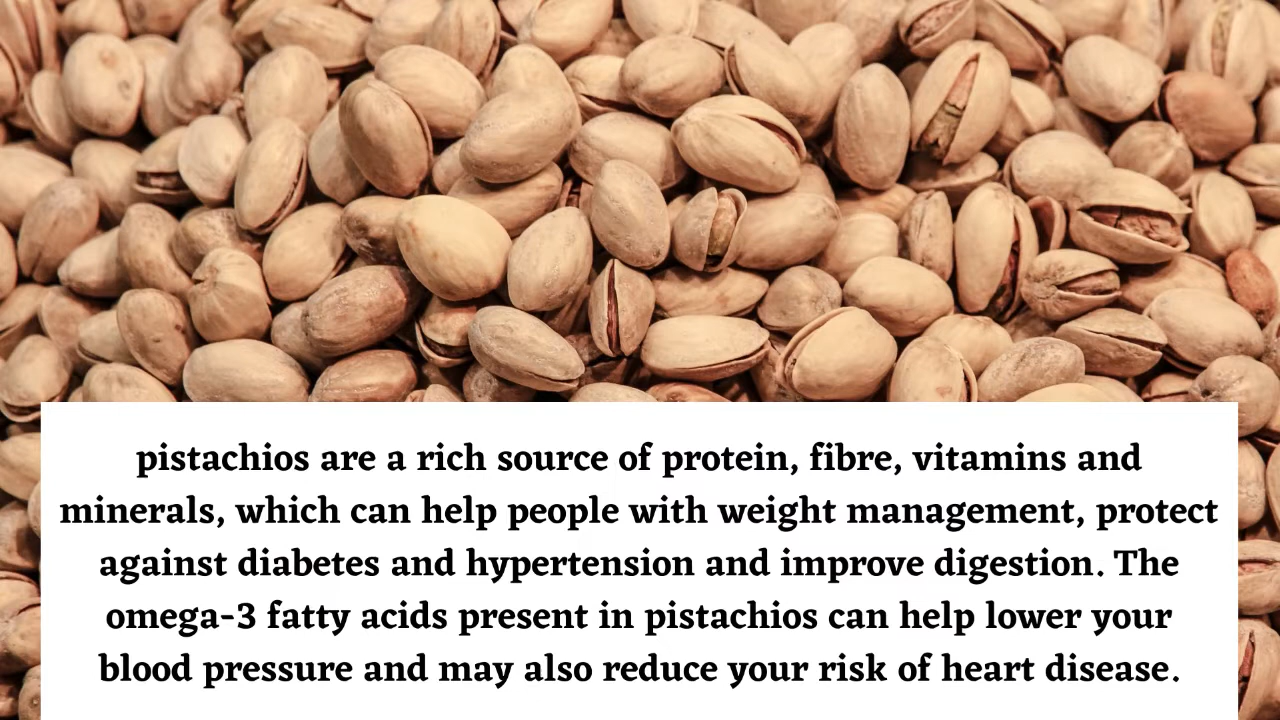 pistachios are a rich source of protein, fibre, vitamins and
minerals, which can help people with weight management, protect
against diabetes and hypertension and improve digestion. The
omega-3 fatty acids present in pistachios can help lower your
blood pressure and may also reduce your risk of heart disease.